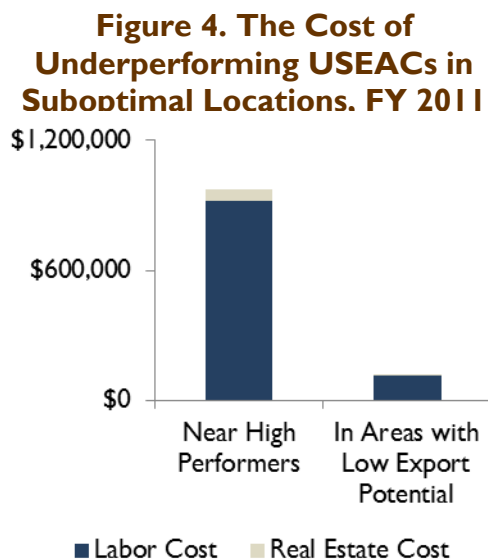 Figure 4. The Cost of
Underperforming USEACs in
Suboptimal Locations, FY 2011
$1,200,000
$600,000
$0
Near High
Performers
In Areas with
Low Export
Potential
Labor Cost
Real Estate Cost